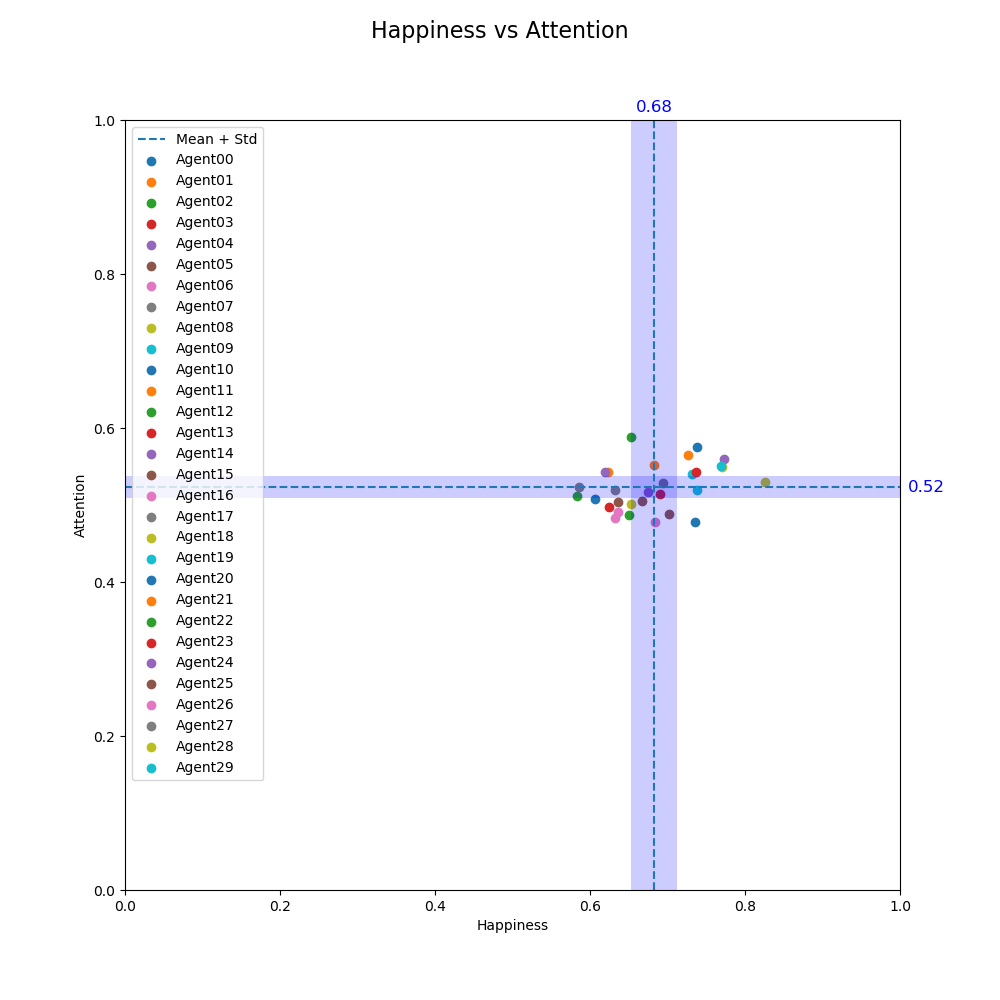 Happiness vs Attention
0.68
1.0
0.8
0.6
0.4
0.2
0.0
Attention
Mean + Std
Agent00
Agent01
Agent02
Agent03
Agent04
Agent05
Agent06
Agent07
Agent08
Agent09
Agent10
Agent11
Agent12
Agent13
Agent14
Agent15
Agent16
Agent17
Agent18
Agent19
Agent20
Agent21
Agent22
Agent23
Agent24
Agent25
Agent26
Agent27
Agent28
Agent29
0.52
0.0 0.2 0.4 0.6 0.8 1.0
Happiness